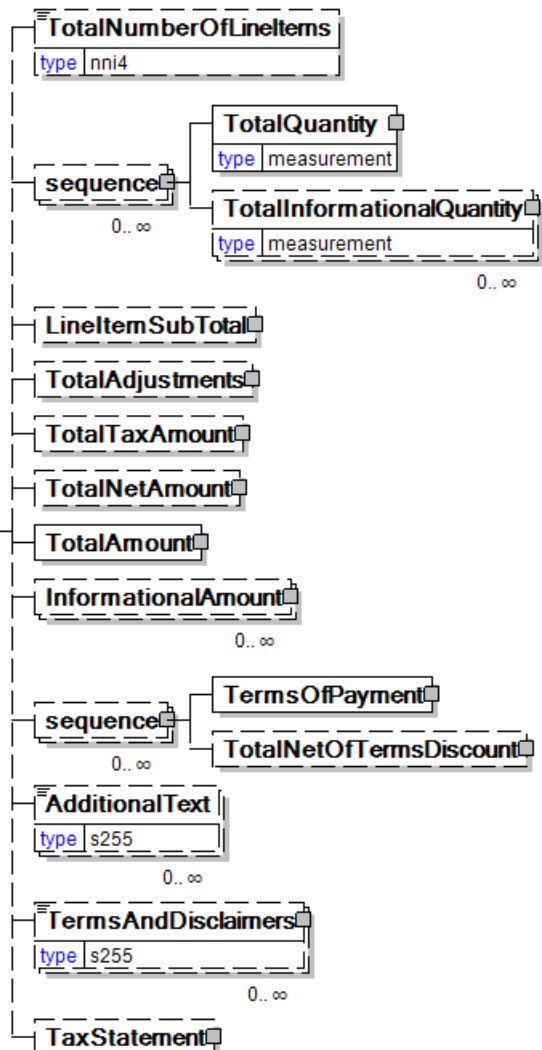 TotalNumberOfLineItems
type nni4
TotalQuantity
type measurement
sequence
0.. ∞
TotalInformationalQuantity
type measurement
0.. ∞
LineItemSubTotal
TotalAdjustments
TotalTaxAmount
TotalNetAmount
TotalAmount
InformationalAmount
0.. ∞
TermsOfPayment
sequence
0.. ∞
TotalNetOfTermsDiscount
AdditionalText
type s255
0.. ∞
TermsAndDisclaimers
type s255
0.. ∞
TaxStatement